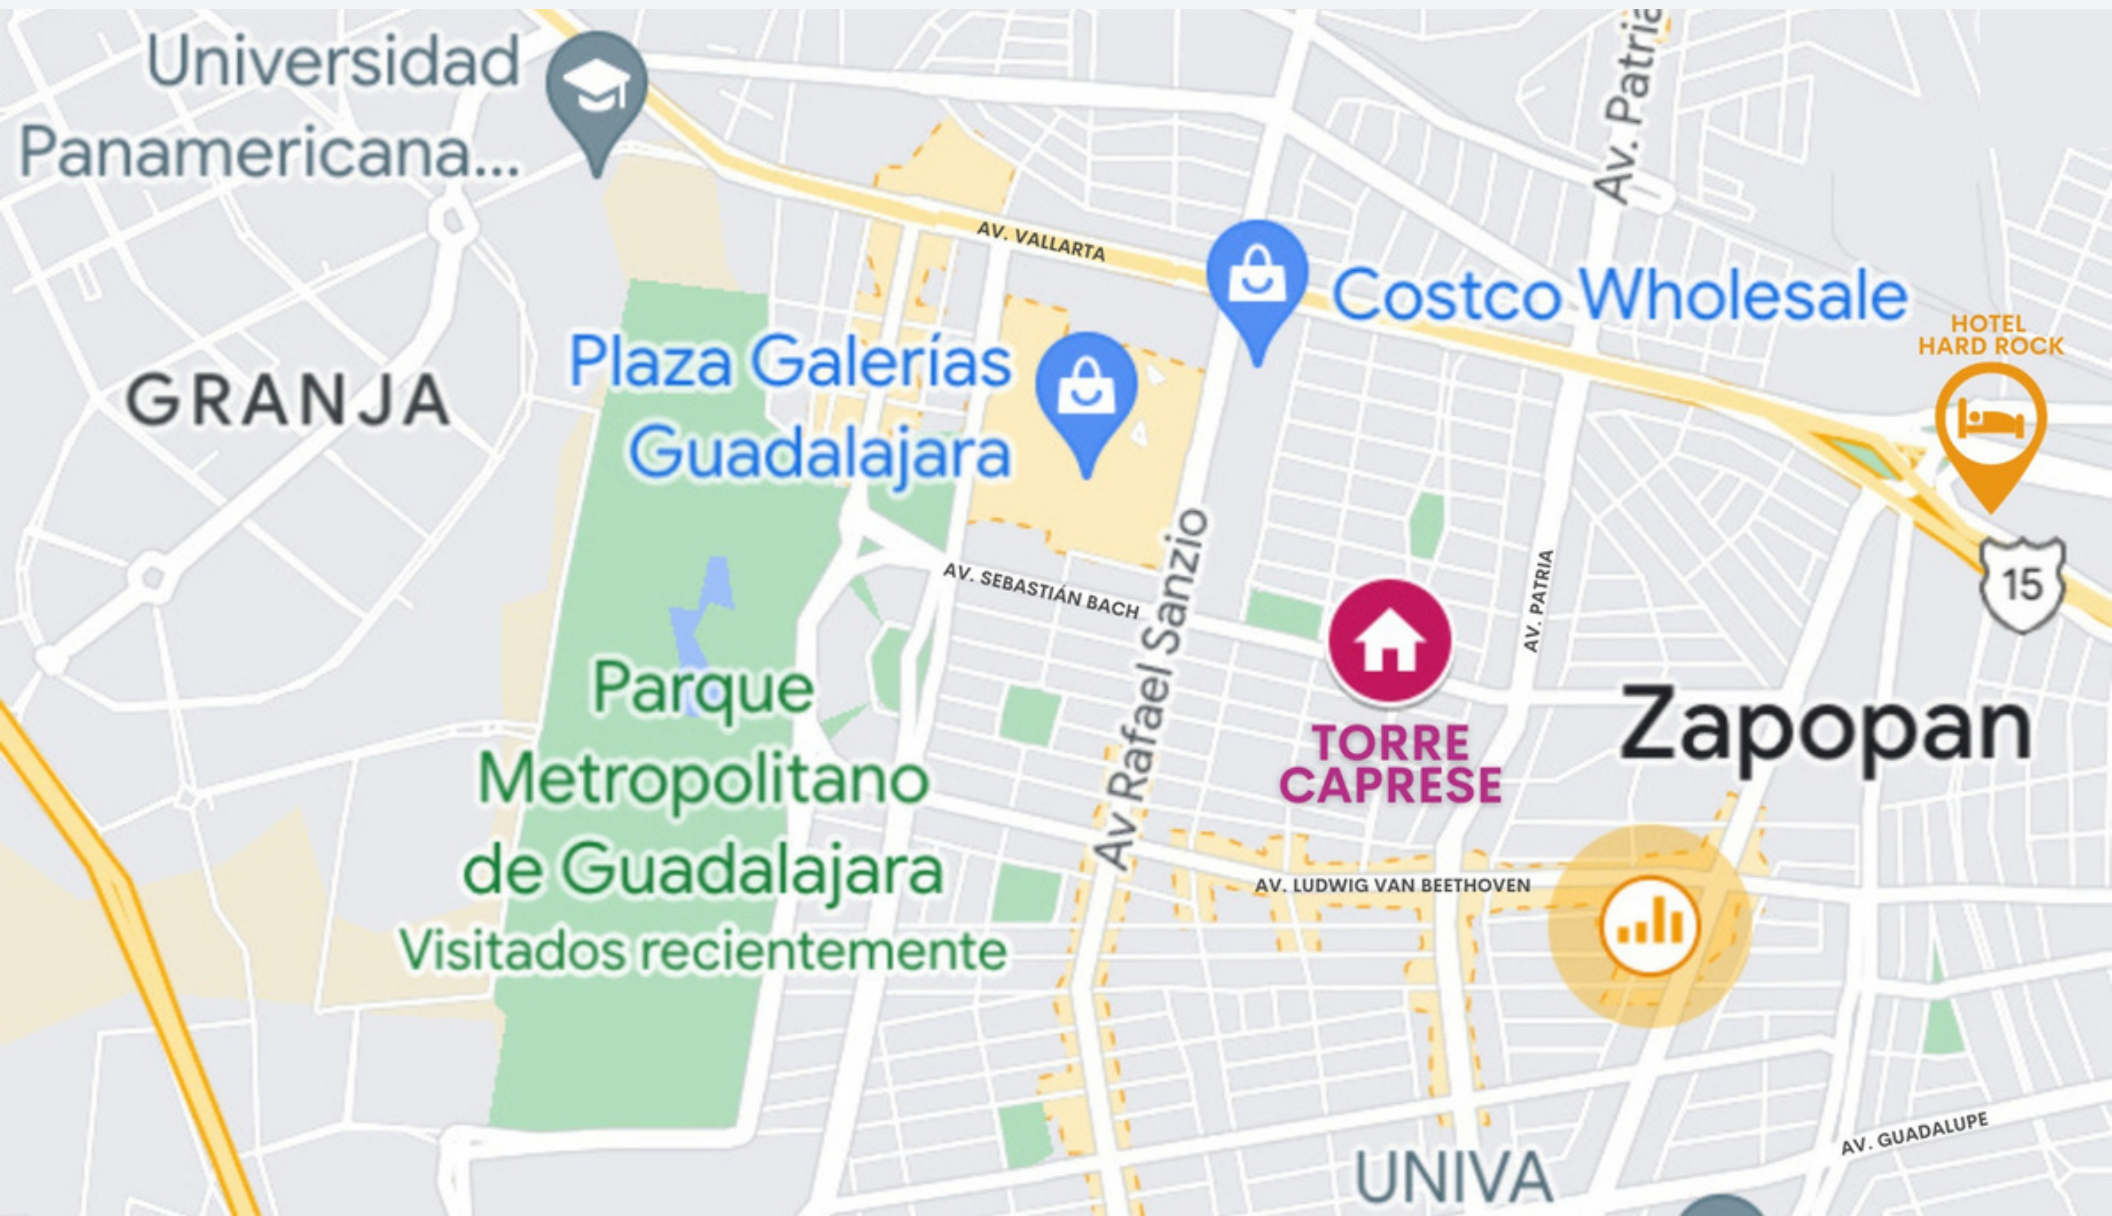 Universidad
Panamericana...
Av. Patria
AV. VALLARTA
Costco Wholesale
HOTEL
HARD ROCK
Plaza Galerías
Guadalajara
GRANJA
AV. SEBASTIÁN BACH
Av Rafael Sanzio
AV. PATRIA
15
Parque
Metropolitano
de Guadalajara
Visitados recientemente
TORRE
CAPRESE
Zapopan
AV. LUDWIG VAN BEETHOVEN
AV. GUADALUPE
UNIVA